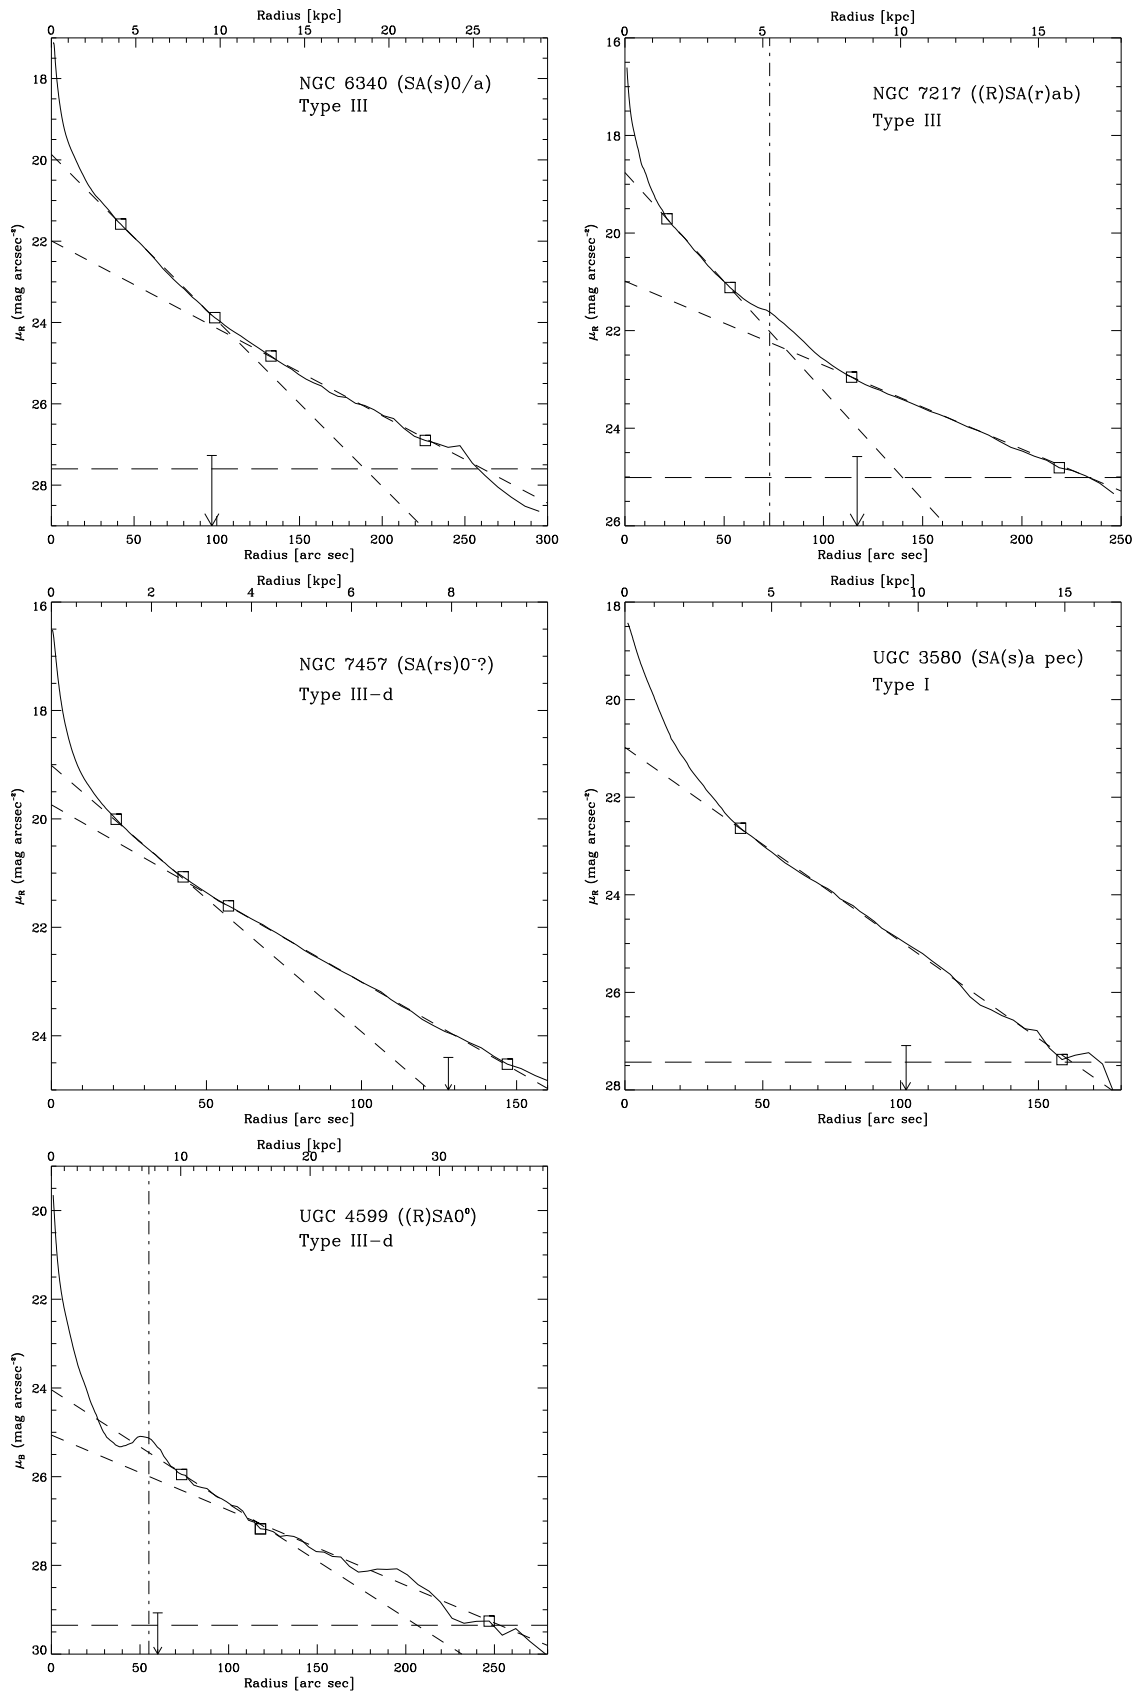 Radius [kpc]
0 5 10 15 20 25
NGC 6340 (SA(s)0/a)
Type III
18
20
22
24
26
28
μR (mag arcsec⁻²)
0 50 100 150 200 250 300
Radius [arc sec]
Radius [kpc]
0 5 10 15
NGC 7217 ((R)SA(r)ab)
Type III
16
18
20
22
24
26
μR (mag arcsec⁻²)
0 50 100 150 200 250
Radius [arc sec]
Radius [kpc]
0 2 4 6 8
NGC 7457 (SA(rs)0⁻?)
Type III-d
16
18
20
22
24
μR (mag arcsec⁻²)
0 50 100 150
Radius [arc sec]
Radius [kpc]
0 5 10 15
UGC 3580 (SA(s)a pec)
Type I
18
20
22
24
26
28
μR (mag arcsec⁻²)
0 50 100 150
Radius [arc sec]
Radius [kpc]
0 10 20 30
UGC 4599 ((R)SA0⁰)
Type III-d
20
22
24
26
28
30
μB (mag arcsec⁻²)
0 50 100 150 200 250
Radius [arc sec]